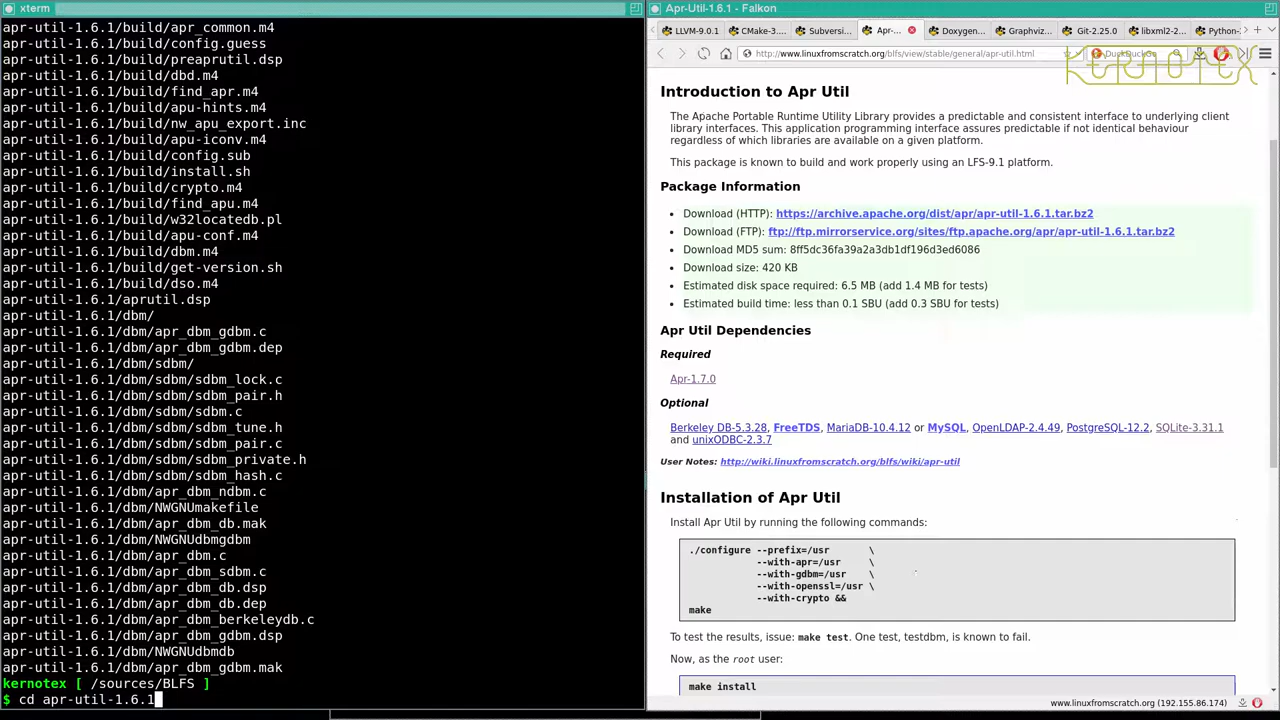 xterm
apr-util-1.6.1/build/apr_common.m4
apr-util-1.6.1/build/config.guess
apr-util-1.6.1/build/preaprutil.dsp
apr-util-1.6.1/build/dbd.m4
apr-util-1.6.1/build/find_apr.m4
apr-util-1.6.1/build/apu-hints.m4
apr-util-1.6.1/build/nw_apu_export.inc
apr-util-1.6.1/build/apu-iconv.m4
apr-util-1.6.1/build/config.sub
apr-util-1.6.1/build/install.sh
apr-util-1.6.1/build/crypto.m4
apr-util-1.6.1/build/find_apu.m4
apr-util-1.6.1/build/w32locatedb.pl
apr-util-1.6.1/build/apu-conf.m4
apr-util-1.6.1/build/dbm.m4
apr-util-1.6.1/build/get-version.sh
apr-util-1.6.1/build/dso.m4
apr-util-1.6.1/aprutil.dsp
apr-util-1.6.1/dbm/
apr-util-1.6.1/dbm/apr_dbm_gdbm.c
apr-util-1.6.1/dbm/apr_dbm_gdbm.dep
apr-util-1.6.1/dbm/sdbm/
apr-util-1.6.1/dbm/sdbm/sdbm_lock.c
apr-util-1.6.1/dbm/sdbm/sdbm_pair.h
apr-util-1.6.1/dbm/sdbm/sdbm.c
apr-util-1.6.1/dbm/sdbm/sdbm_tune.h
apr-util-1.6.1/dbm/sdbm/sdbm_pair.c
apr-util-1.6.1/dbm/sdbm/sdbm_private.h
apr-util-1.6.1/dbm/sdbm/sdbm_hash.c
apr-util-1.6.1/dbm/apr_dbm_ndbm.c
apr-util-1.6.1/dbm/NWGNUmakefile
apr-util-1.6.1/dbm/apr_dbm_db.mak
apr-util-1.6.1/dbm/NWGNUdbmgdbm
apr-util-1.6.1/dbm/apr_dbm.c
apr-util-1.6.1/dbm/apr_dbm_sdbm.c
apr-util-1.6.1/dbm/apr_dbm_db.dsp
apr-util-1.6.1/dbm/apr_dbm_db.dep
apr-util-1.6.1/dbm/apr_dbm_berkeleydb.c
apr-util-1.6.1/dbm/apr_dbm_gdbm.dsp
apr-util-1.6.1/dbm/NWGNUdbmdb
apr-util-1.6.1/dbm/apr_dbm_gdbm.mak
kernotex [ /sources/BLFS ]
$ cd apr-util-1.6.1
Apr-Util-1.6.1 - Falkon
LLVM-9.0.1 CMake-3.... Subversi... Apr-... Doxygen... Graphviz... Git-2.25.0 libxml2-2... Python-
http://www.linuxfromscratch.org/blfs/view/stable/general/apr-util.html DuckDuckGo
KERNOTEX
Introduction to Apr Util
The Apache Portable Runtime Utility Library provides a predictable and consistent interface to underlying client
library interfaces. This application programming interface assures predictable if not identical behaviour
regardless of which libraries are available on a given platform.
This package is known to build and work properly using an LFS-9.1 platform.
Package Information
• Download (HTTP): https://archive.apache.org/dist/apr/apr-util-1.6.1.tar.bz2
• Download (FTP): ftp://ftp.mirrorservice.org/sites/ftp.apache.org/apr/apr-util-1.6.1.tar.bz2
• Download MD5 sum: 8ff5dc36fa39a2a3db1df196d3ed6086
• Download size: 420 KB
• Estimated disk space required: 6.5 MB (add 1.4 MB for tests)
• Estimated build time: less than 0.1 SBU (add 0.3 SBU for tests)
Apr Util Dependencies
Required
Apr-1.7.0
Optional
Berkeley DB-5.3.28, FreeTDS, MariaDB-10.4.12 or MySQL, OpenLDAP-2.4.49, PostgreSQL-12.2, SQLite-3.31.1
and unixODBC-2.3.7
User Notes: http://wiki.linuxfromscratch.org/blfs/wiki/apr-util
Installation of Apr Util
Install Apr Util by running the following commands:
./configure --prefix=/usr \
--with-apr=/usr \
--with-gdbm=/usr \
--with-openssl=/usr \
--with-crypto &&
make
To test the results, issue: make test. One test, testdbm, is known to fail.
Now, as the root user:
make install
www.linuxfromscratch.org (192.155.86.174)